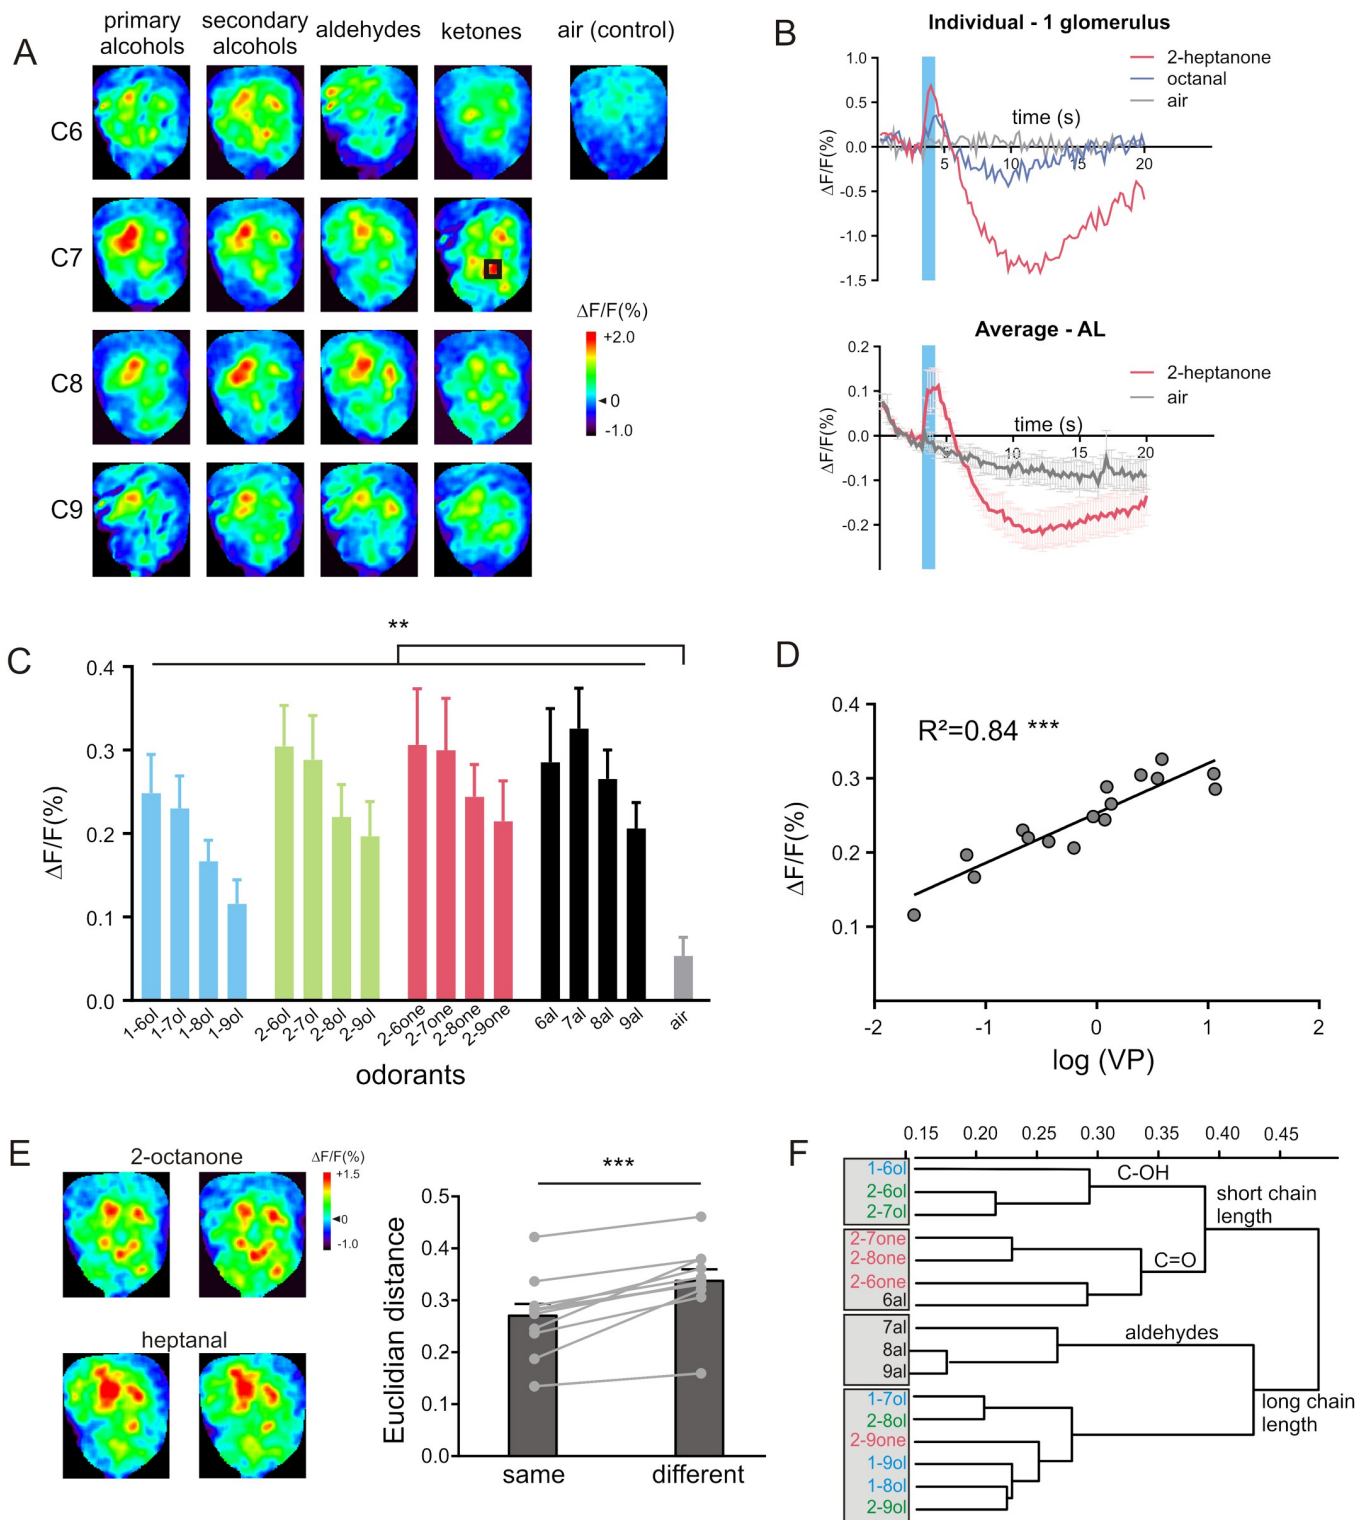 A
primary alcohols
secondary alcohols
aldehydes
ketones
air (control)
C6
C7
C8
C9
ΔF/F(%)
+2.0
0
-1.0
B
Individual - 1 glomerulus
1.0
0.5
0.0
-0.5
-1.0
-1.5
ΔF/F(%)
time (s)
5
10
15
20
2-heptanone
octanal
air
Average - AL
0.2
0.1
0.0
-0.1
-0.2
ΔF/F(%)
time (s)
5
10
15
20
2-heptanone
air
C
**
0.4
0.3
0.2
0.1
0.0
ΔF/F(%)
1-6ol
1-7ol
1-8ol
1-9ol
2-6ol
2-7ol
2-8ol
2-9ol
2-6one
2-7one
2-8one
2-9one
6al
7al
8al
9al
air
odorants
D
R²=0.84 ***
0.4
0.3
0.2
0.1
ΔF/F(%)
-2
-1
0
1
2
log (VP)
E
2-octanone
ΔF/F(%)
+1.5
0
-1.0
heptanal
***
0.5
0.4
0.3
0.2
0.1
0.0
Euclidian distance
same
different
F
0.15
0.20
0.25
0.30
0.35
0.40
0.45
1-6ol
2-6ol
2-7ol
2-7one
2-8one
2-6one
6al
7al
8al
9al
1-7ol
2-8ol
2-9one
1-9ol
1-8ol
2-9ol
C-OH
C=O
short chain
length
aldehydes
long chain
length